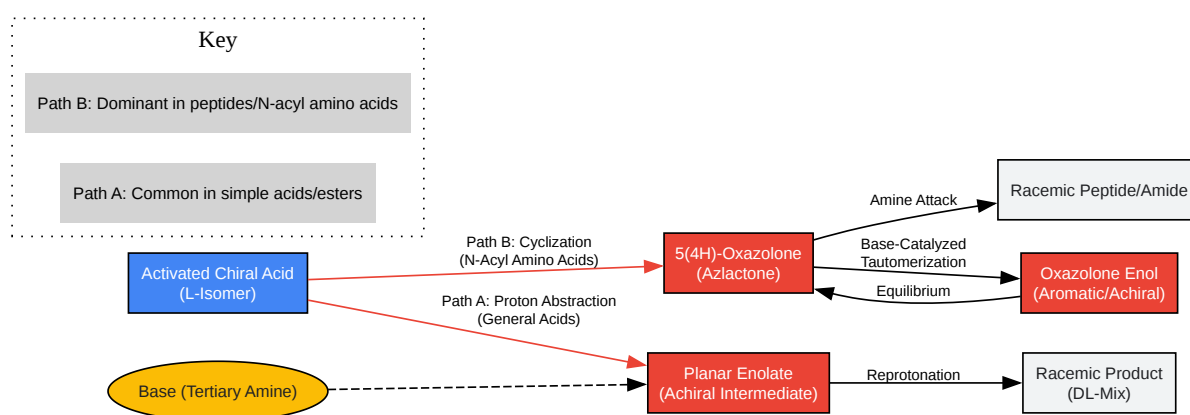 Key
Path B: Dominant in peptides/N-acyl amino acids
Path A: Common in simple acids/esters
Activated Chiral Acid
(L-Isomer)
Base (Tertiary Amine)
Path B: Cyclization
(N-Acyl Amino Acids)
Path A: Proton Abstraction
(General Acids)
5(4H)-Oxazolone
(Azlactone)
Planar Enolate
(Achiral Intermediate)
Amine Attack
Base-Catalyzed
Tautomerization
Equilibrium
Reprotonation
Racemic Peptide/Amide
Oxazolone Enol
(Aromatic/Achiral)
Racemic Product
(DL-Mix)